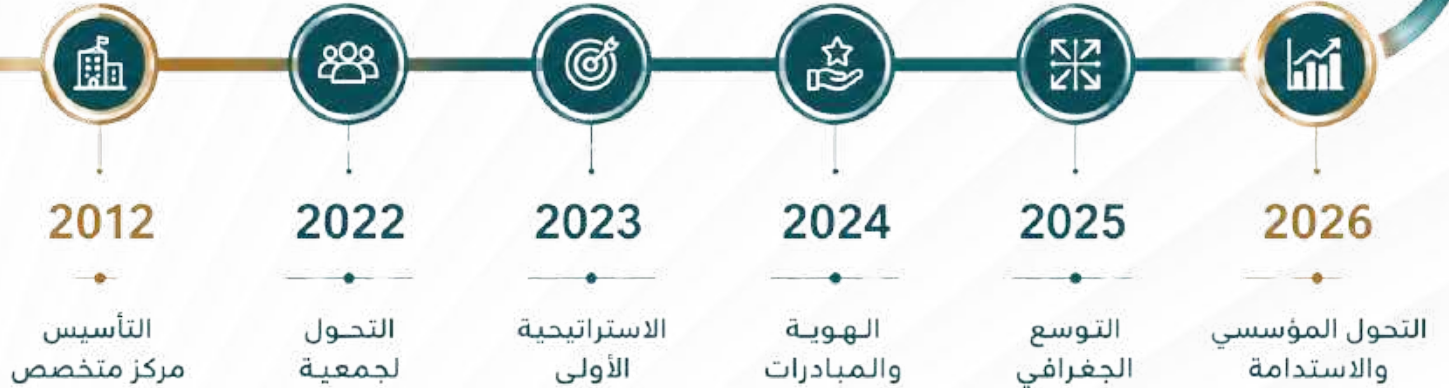 2012
التأسيس
مركز متخصص
2022
التحول
لجمعية
2023
الاستراتيجية
الأولى
2024
الهوية
والمبادرات
2025
التوسع
الجغرافي
2026
التحول المؤسسي
والاستدامة